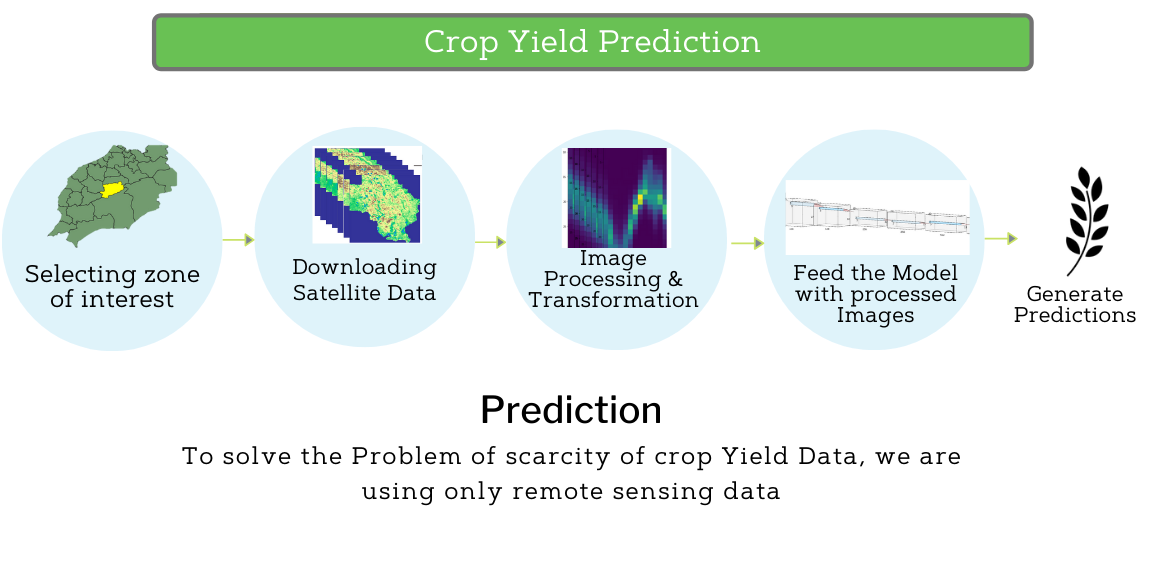 Crop Yield Prediction
Selecting zone
of interest
Downloading
Satellite Data
Image
Processing &
Transformation
Feed the Model
with processed
Images
Generate
Predictions
Prediction
To solve the Problem of scarcity of crop Yield Data, we are
using only remote sensing data